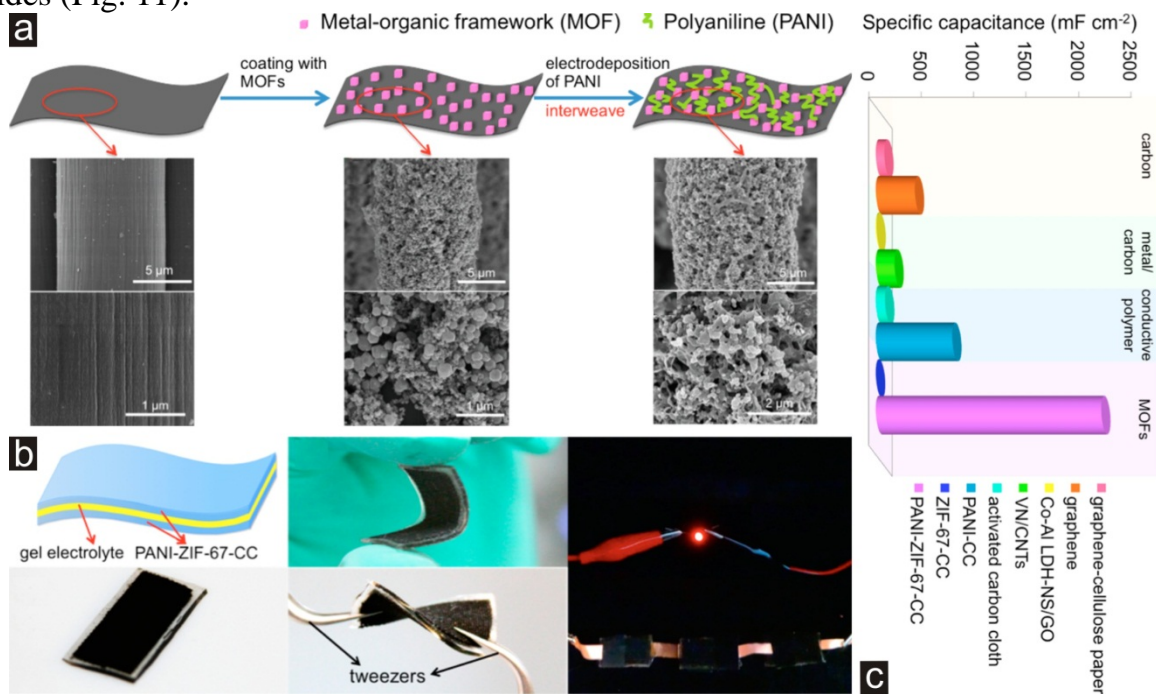 des (Fig. 11).
a
Metal-organic framework (MOF)
Polyaniline (PANI)
coating with
MOFs
electrodeposition
of PANI
interweave
5 µm
5 µm
5 µm
1 µm
1 µm
2 µm
b
gel electrolyte
PANI-ZIF-67-CC
tweezers
Specific capacitance (mF cm-2)
0
500
1000
1500
2000
2500
carbon
metal/
carbon
conductive
polymer
MOFs
graphene-cellulose paper
graphene
Co-Al LDH-NS/GO
VN/CNTs
activated carbon cloth
PANI-CC
ZIF-67-CC
PANI-ZIF-67-CC
c